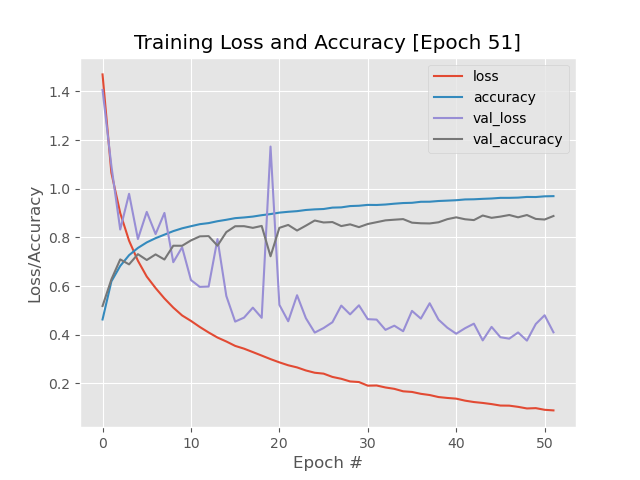 Training Loss and Accuracy [Epoch 51]
loss
accuracy
val_loss
val_accuracy
1.4
1.2
1.0
0.8
0.6
0.4
0.2
Loss/Accuracy
0 10 20 30 40 50
Epoch #